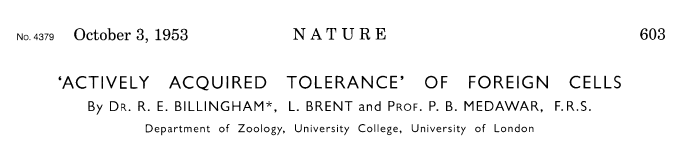 No. 4379 October 3, 1953 NATURE 603
'ACTIVELY ACQUIRED TOLERANCE' OF FOREIGN CELLS
By DR. R. E. BILLINGHAM*, L. BRENT and PROF. P. B. MEDAWAR, F.R.S.
Department of Zoology, University College, University of London